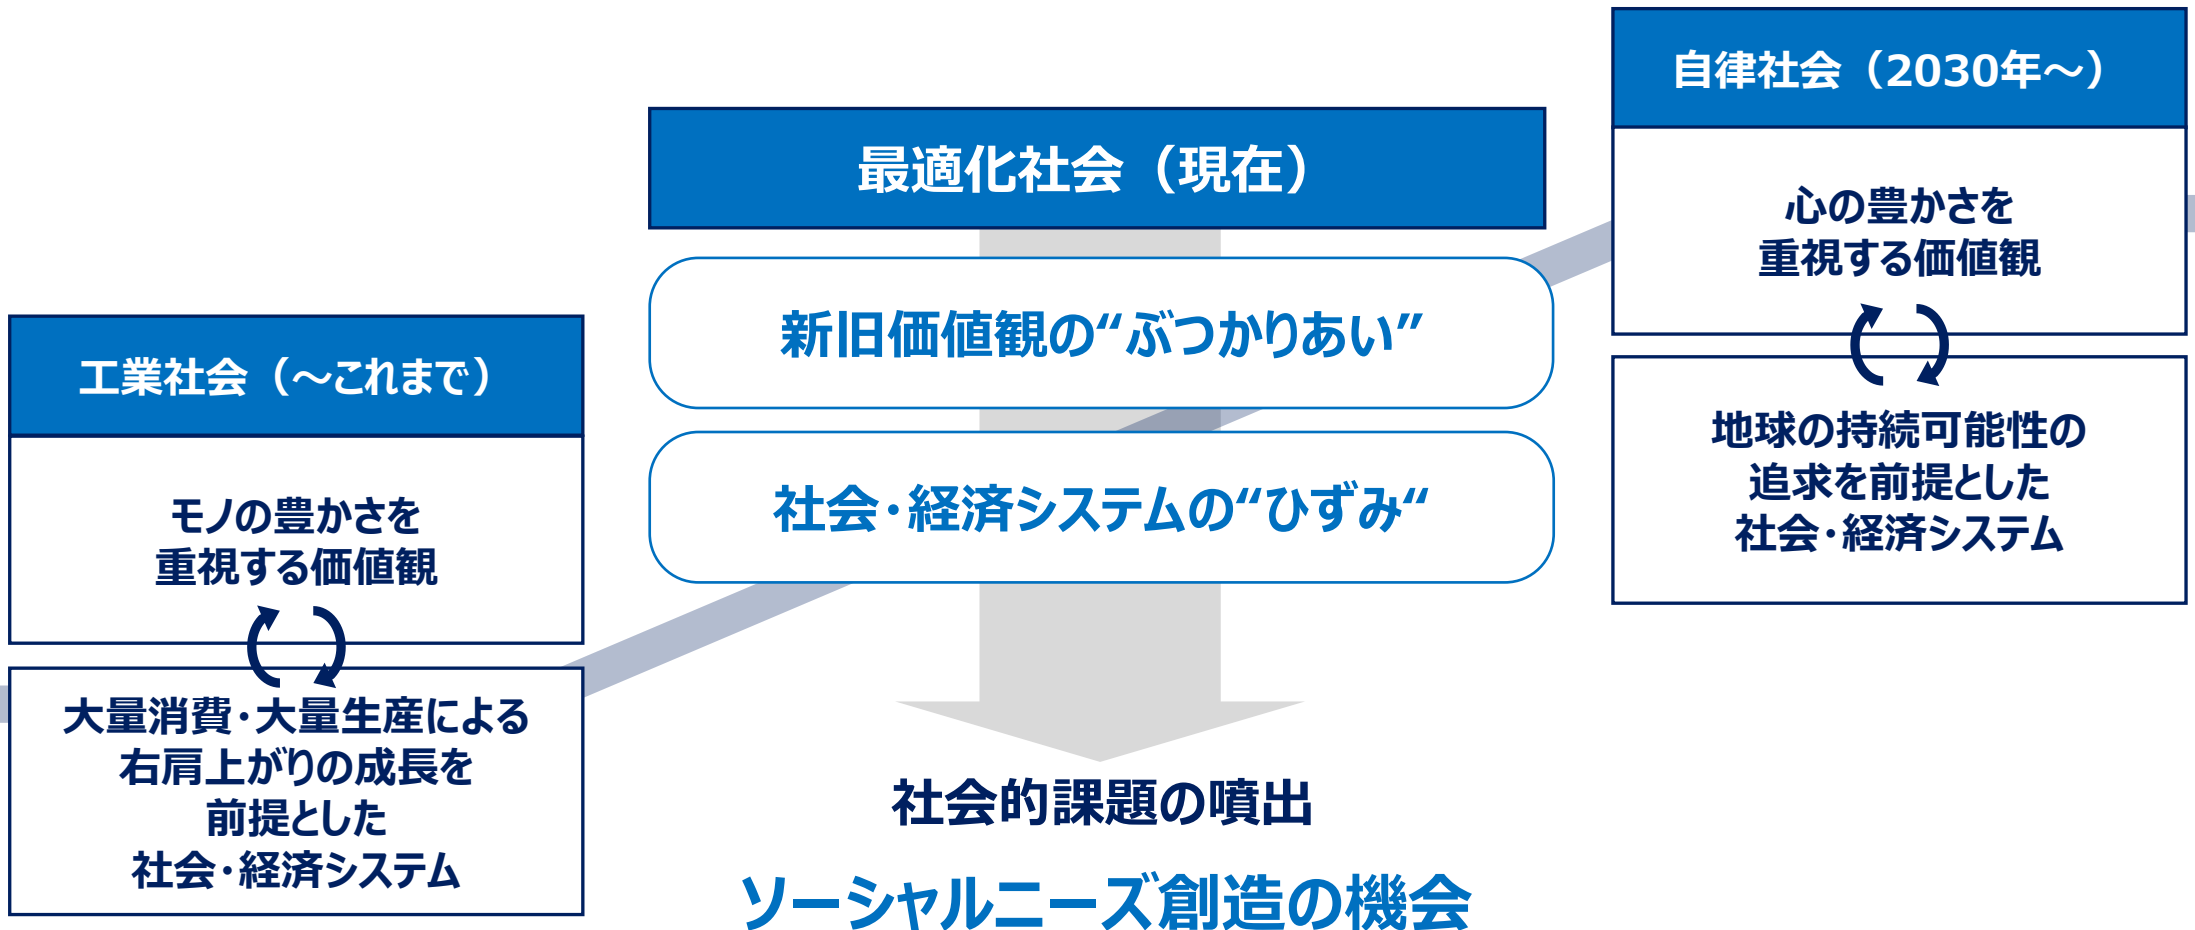 工業社会（～これまで）
モノの豊かさを
重視する価値観
大量消費・大量生産による
右肩上がりの成長を
前提とした
社会・経済システム
最適化社会（現在）
新旧価値観の“ぶつかりあい”
社会・経済システムの“ひずみ“
社会的課題の噴出
ソーシャルニーズ創造の機会
自律社会（2030年～）
心の豊かさを
重視する価値観
地球の持続可能性の
追求を前提とした
社会・経済システム